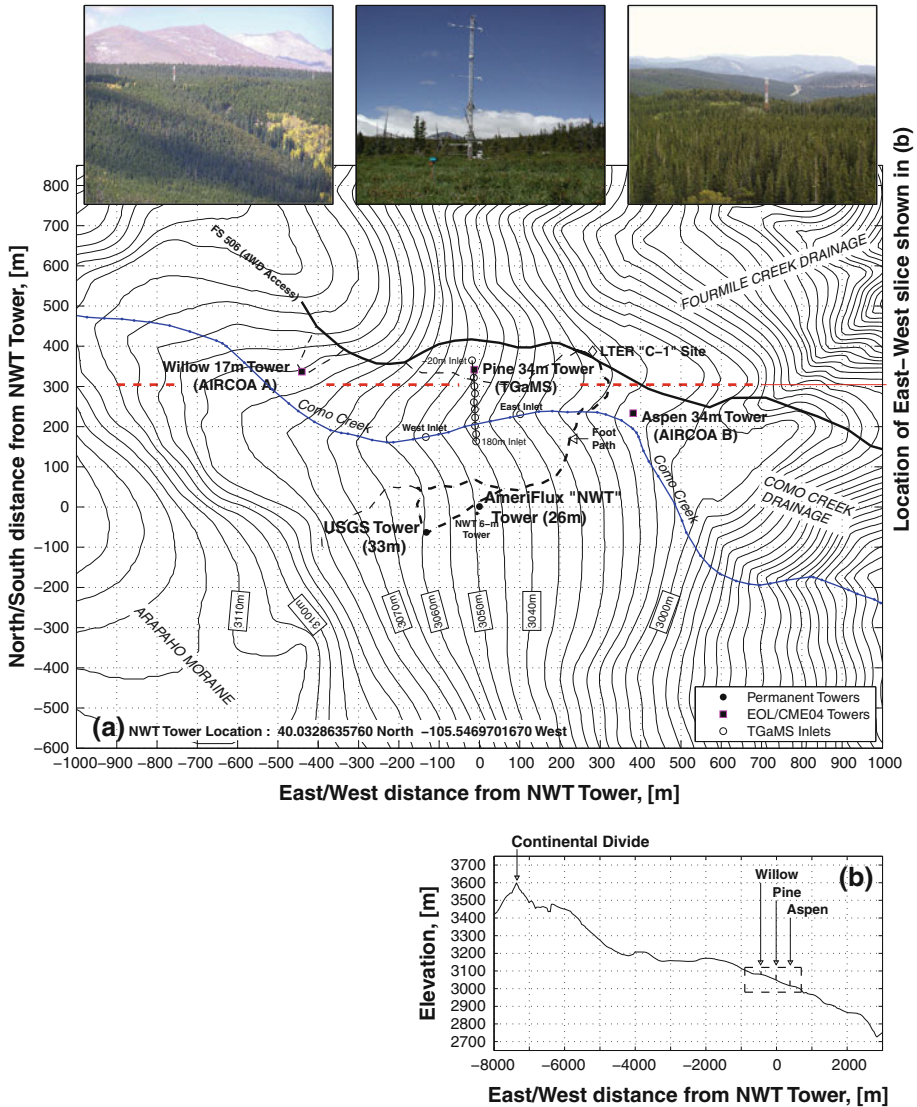 800
700
600
500
400
300
200
100
0
−100
−200
−300
−400
−500
−600
North/South distance from NWT Tower, [m]
Location of East−West slice shown in (b)
FS 506 (4WD Access)
FOURMILE CREEK DRAINAGE
LTER "C−1" Site
~20m Inlet
Willow 17m Tower
(AIRCOA A)
Pine 34m Tower
(TGaMS)
Como Creek
West Inlet
East Inlet
180m Inlet
Foot
Path
Aspen 34m Tower
(AIRCOA B)
Como Creek
COMO CREEK
DRAINAGE
AmeriFlux "NWT"
Tower (26m)
USGS Tower
(33m)
NWT 6−m
Tower
3110m
3100m
3070m
3060m
3050m
3040m
3000m
ARAPAHO MORAINE
Permanent Towers
EOL/CME04 Towers
TGaMS Inlets
(a) NWT Tower Location : 40.0328635760 North −105.5469701670 West
−1000 −900 −800 −700 −600 −500 −400 −300 −200 −100 0 100 200 300 400 500 600 700 800 900 1000
East/West distance from NWT Tower, [m]
Continental Divide
(b)
Willow
Pine
Aspen
3700
3600
3500
3400
3300
3200
3100
3000
2900
2800
2700
Elevation, [m]
−8000 −6000 −4000 −2000 0 2000
East/West distance from NWT Tower, [m]